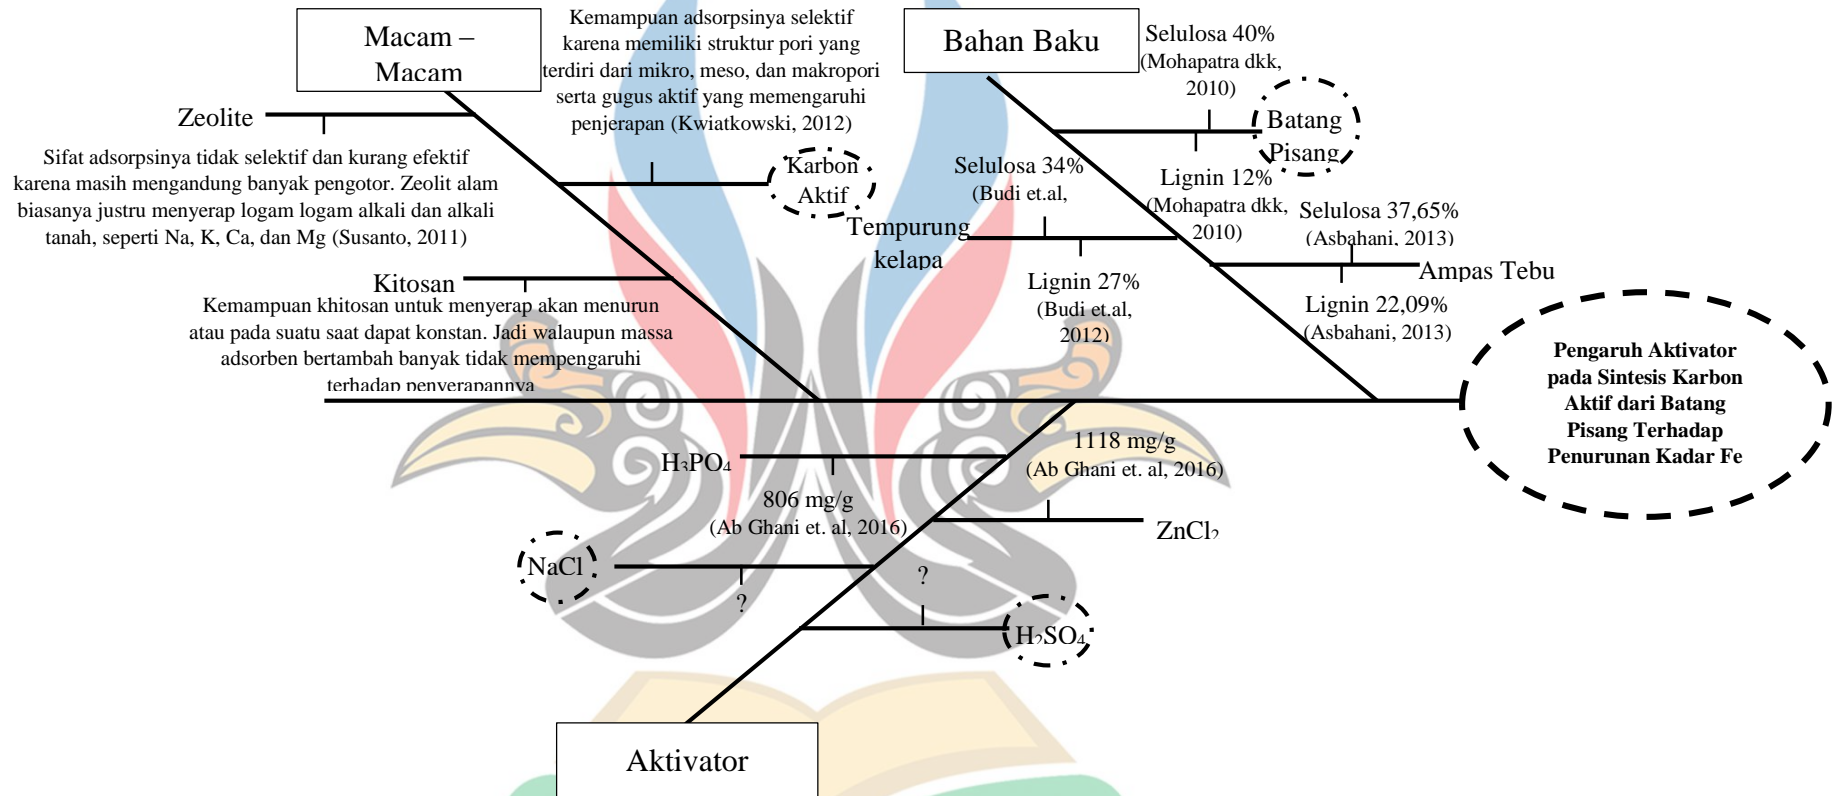 Macam –
Macam
Kemampuan adsorpsinya selektif
karena memiliki struktur pori yang
terdiri dari mikro, meso, dan makropori
serta gugus aktif yang memengaruhi
penjerapan (Kwiatkowski, 2012)
Zeolite
Sifat adsorpsinya tidak selektif dan kurang efektif
karena masih mengandung banyak pengotor. Zeolit alam
biasanya justru menyerap logam logam alkali dan alkali
tanah, seperti Na, K, Ca, dan Mg (Susanto, 2011)
Karbon
Aktif
Kitosan
Kemampuan khitosan untuk menyerap akan menurun
atau pada suatu saat dapat konstan. Jadi walaupun massa
adsorben bertambah banyak tidak mempengaruhi
terhadap penyerapannya
Bahan Baku
Selulosa 40%
(Mohapatra dkk,
2010)
Batang
Pisang
Lignin 12%
(Mohapatra dkk,
2010)
Selulosa 34%
(Budi et.al,
Tempurung
kelapa
Lignin 27%
(Budi et.al,
2012)
Selulosa 37,65%
(Asbahani, 2013)
Ampas Tebu
Lignin 22,09%
(Asbahani, 2013)
Pengaruh Aktivator
pada Sintesis Karbon
Aktif dari Batang
Pisang Terhadap
Penurunan Kadar Fe
H₃PO₄
806 mg/g
(Ab Ghani et. al, 2016)
1118 mg/g
(Ab Ghani et. al, 2016)
ZnCl₂
NaCl
?
?
H₂SO₄
Aktivator